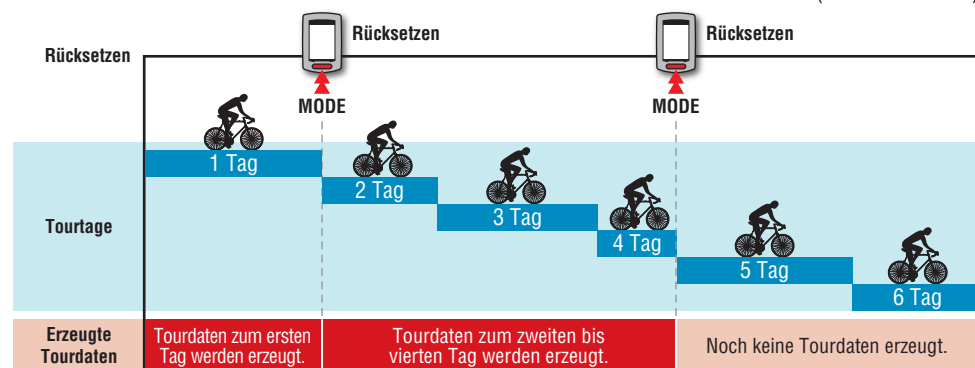 Rücksetzen
Rücksetzen
Rücksetzen
MODE
MODE
1 Tag
2 Tag
3 Tag
4 Tag
5 Tag
6 Tag
Tourtage
Erzeugte
Tourdaten
Tourdaten zum ersten
Tag werden erzeugt.
Tourdaten zum zweiten bis
vierten Tag werden erzeugt.
Noch keine Tourdaten erzeugt.